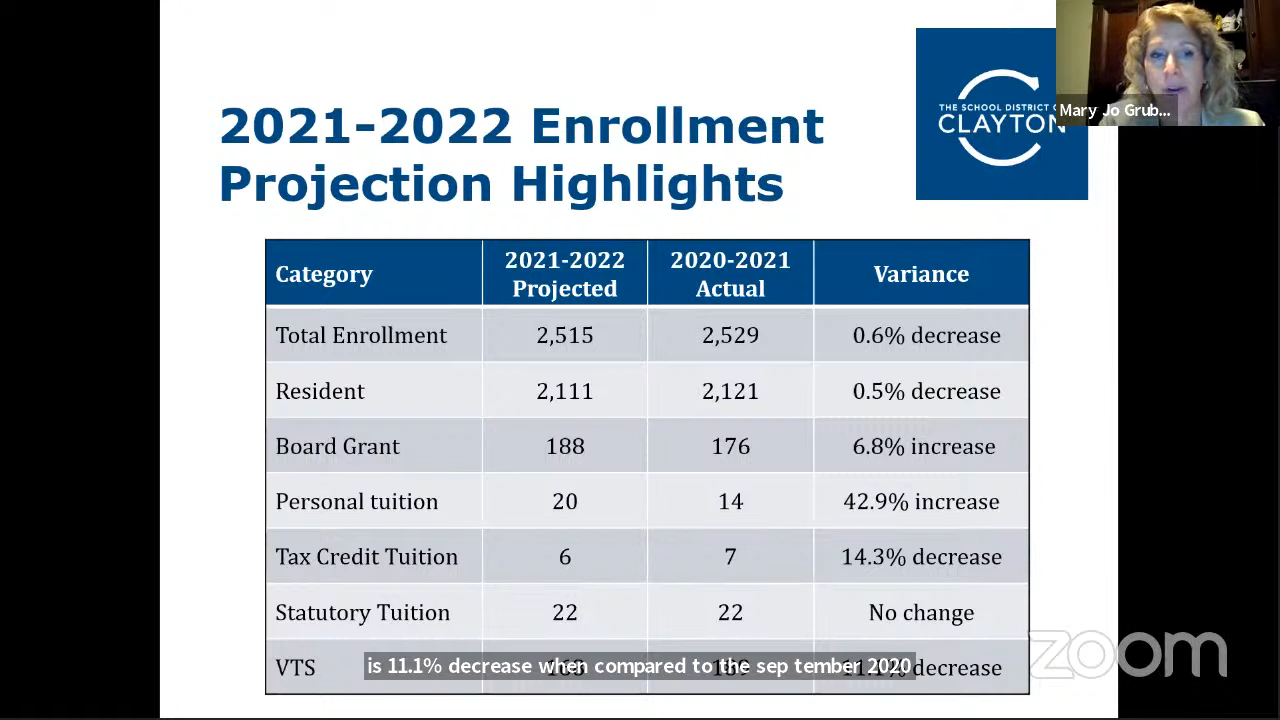 THE SCHOOL DISTRICT
CLAYTON
Mary Jo Grub...
2021-2022 Enrollment
Projection Highlights
Category 2021-2022 Projected 2020-2021 Actual Variance
Total Enrollment 2,515 2,529 0.6% decrease
Resident 2,111 2,121 0.5% decrease
Board Grant 188 176 6.8% increase
Personal tuition 20 14 42.9% increase
Tax Credit Tuition 6 7 14.3% decrease
Statutory Tuition 22 22 No change
VTS decrease
is 11.1% decrease when compared to the sep tember 2020
zoom